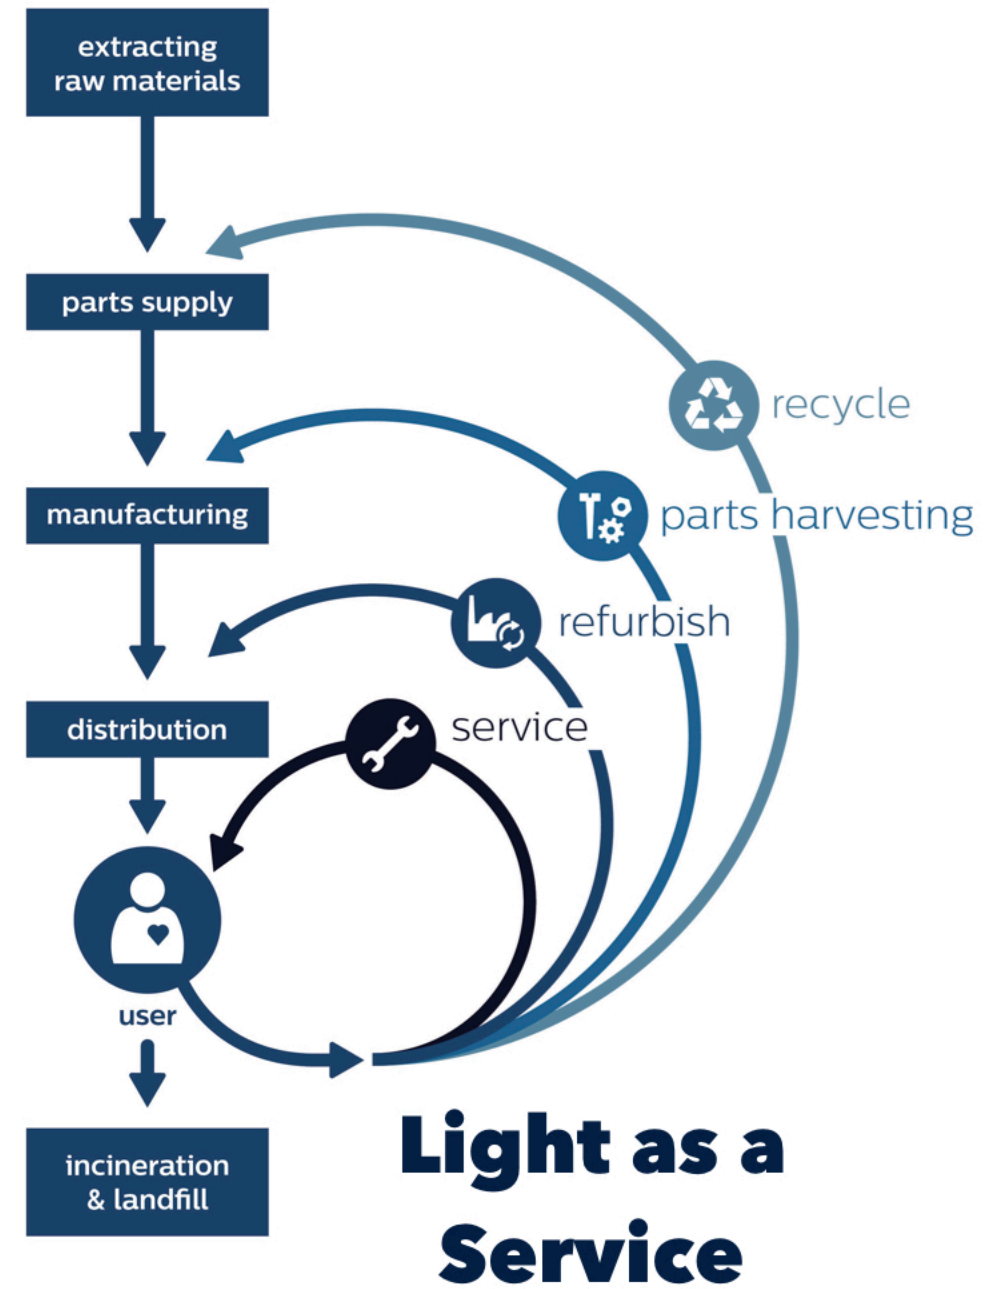 extracting
raw materials
parts supply
recycle
manufacturing
parts harvesting
refurbish
distribution
service
user
incineration
& landfill
Light as a
Service